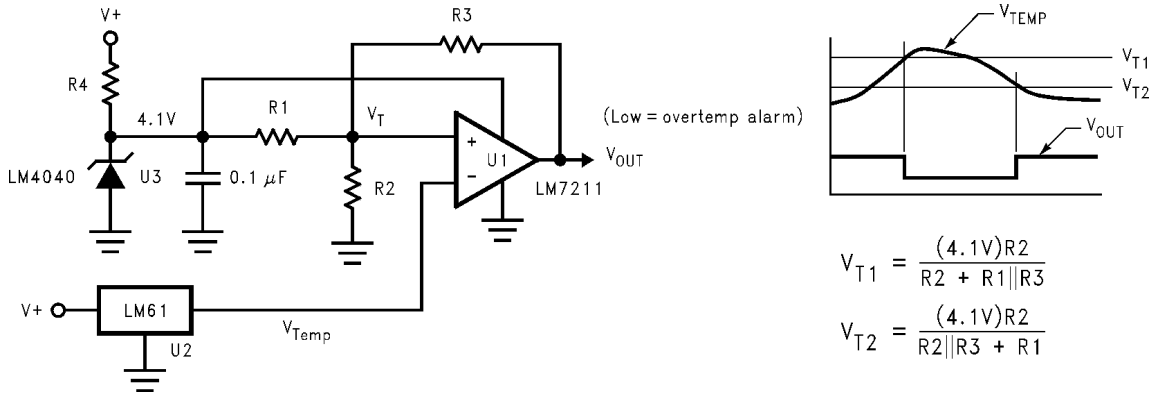 V+
R4
4.1V
LM4040
U3
0.1 μF
R1
V_T
R2
R3
+
−
U1
LM7211
(Low = overtemp alarm)
V_OUT
V+
LM61
U2
V_Temp
V_TEMP
V_T1
V_T2
V_OUT
V_T1 = (4.1V)R2 / R2 + R1||R3
V_T2 = (4.1V)R2 / R2||R3 + R1